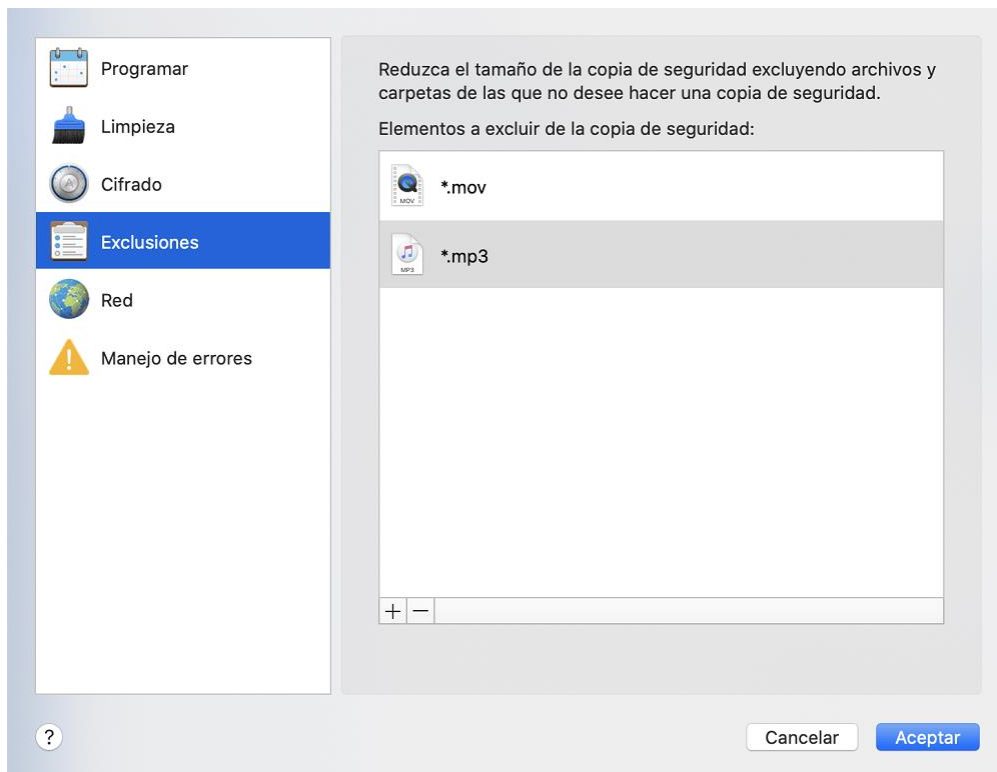 Programar
Limpieza
Cifrado
Exclusiones
Red
Manejo de errores
Reduzca el tamaño de la copia de seguridad excluyendo archivos y
carpetas de las que no desee hacer una copia de seguridad.
Elementos a excluir de la copia de seguridad:
MOV
*.mov
MP3
*.mp3
+ −
?
Cancelar
Aceptar